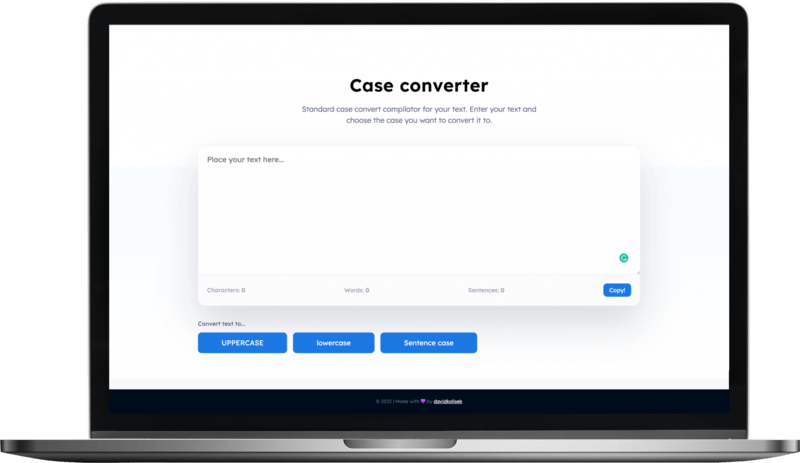 Case converter
Standard case convert compilator for your text. Enter your text and
choose the case you want to convert it to.
Place your text here...
Characters: 0 Words: 0 Sentences: 0 Copy!
Convert text to...
UPPERCASE lowercase Sentence case
© 2022 | Made with 💜 by davidkolisek